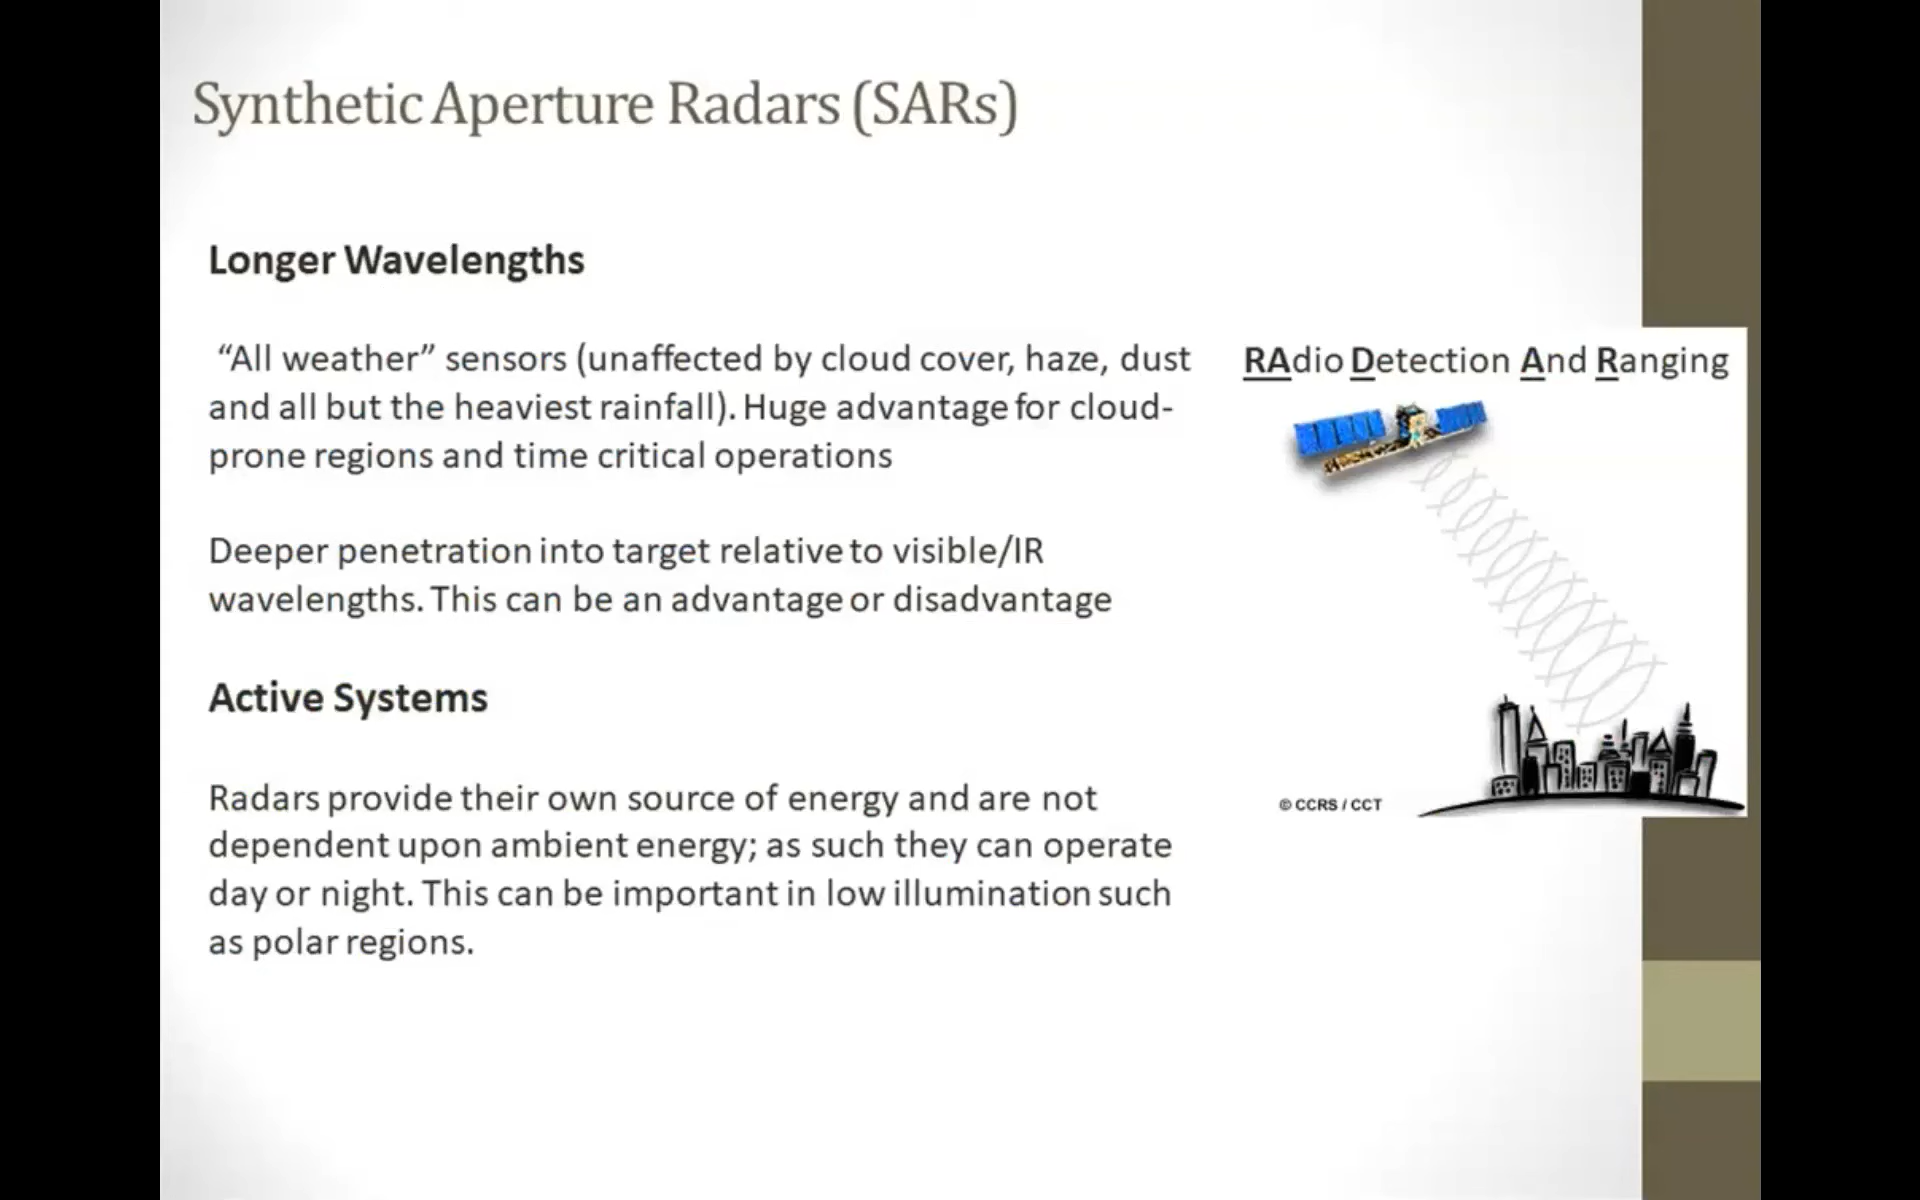 Synthetic Aperture Radars (SARs)
Longer Wavelengths
“All weather” sensors (unaffected by cloud cover, haze, dust
and all but the heaviest rainfall). Huge advantage for cloud-
prone regions and time critical operations
Deeper penetration into target relative to visible/IR
wavelengths. This can be an advantage or disadvantage
Active Systems
Radars provide their own source of energy and are not
dependent upon ambient energy; as such they can operate
day or night. This can be important in low illumination such
as polar regions.
RAdio Detection And Ranging
© CCRS / CCT